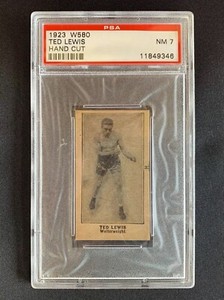 PSA
1923 W580
TED LEWIS
HAND CUT
NM 7
11849346
TED LEWIS
Welterweight